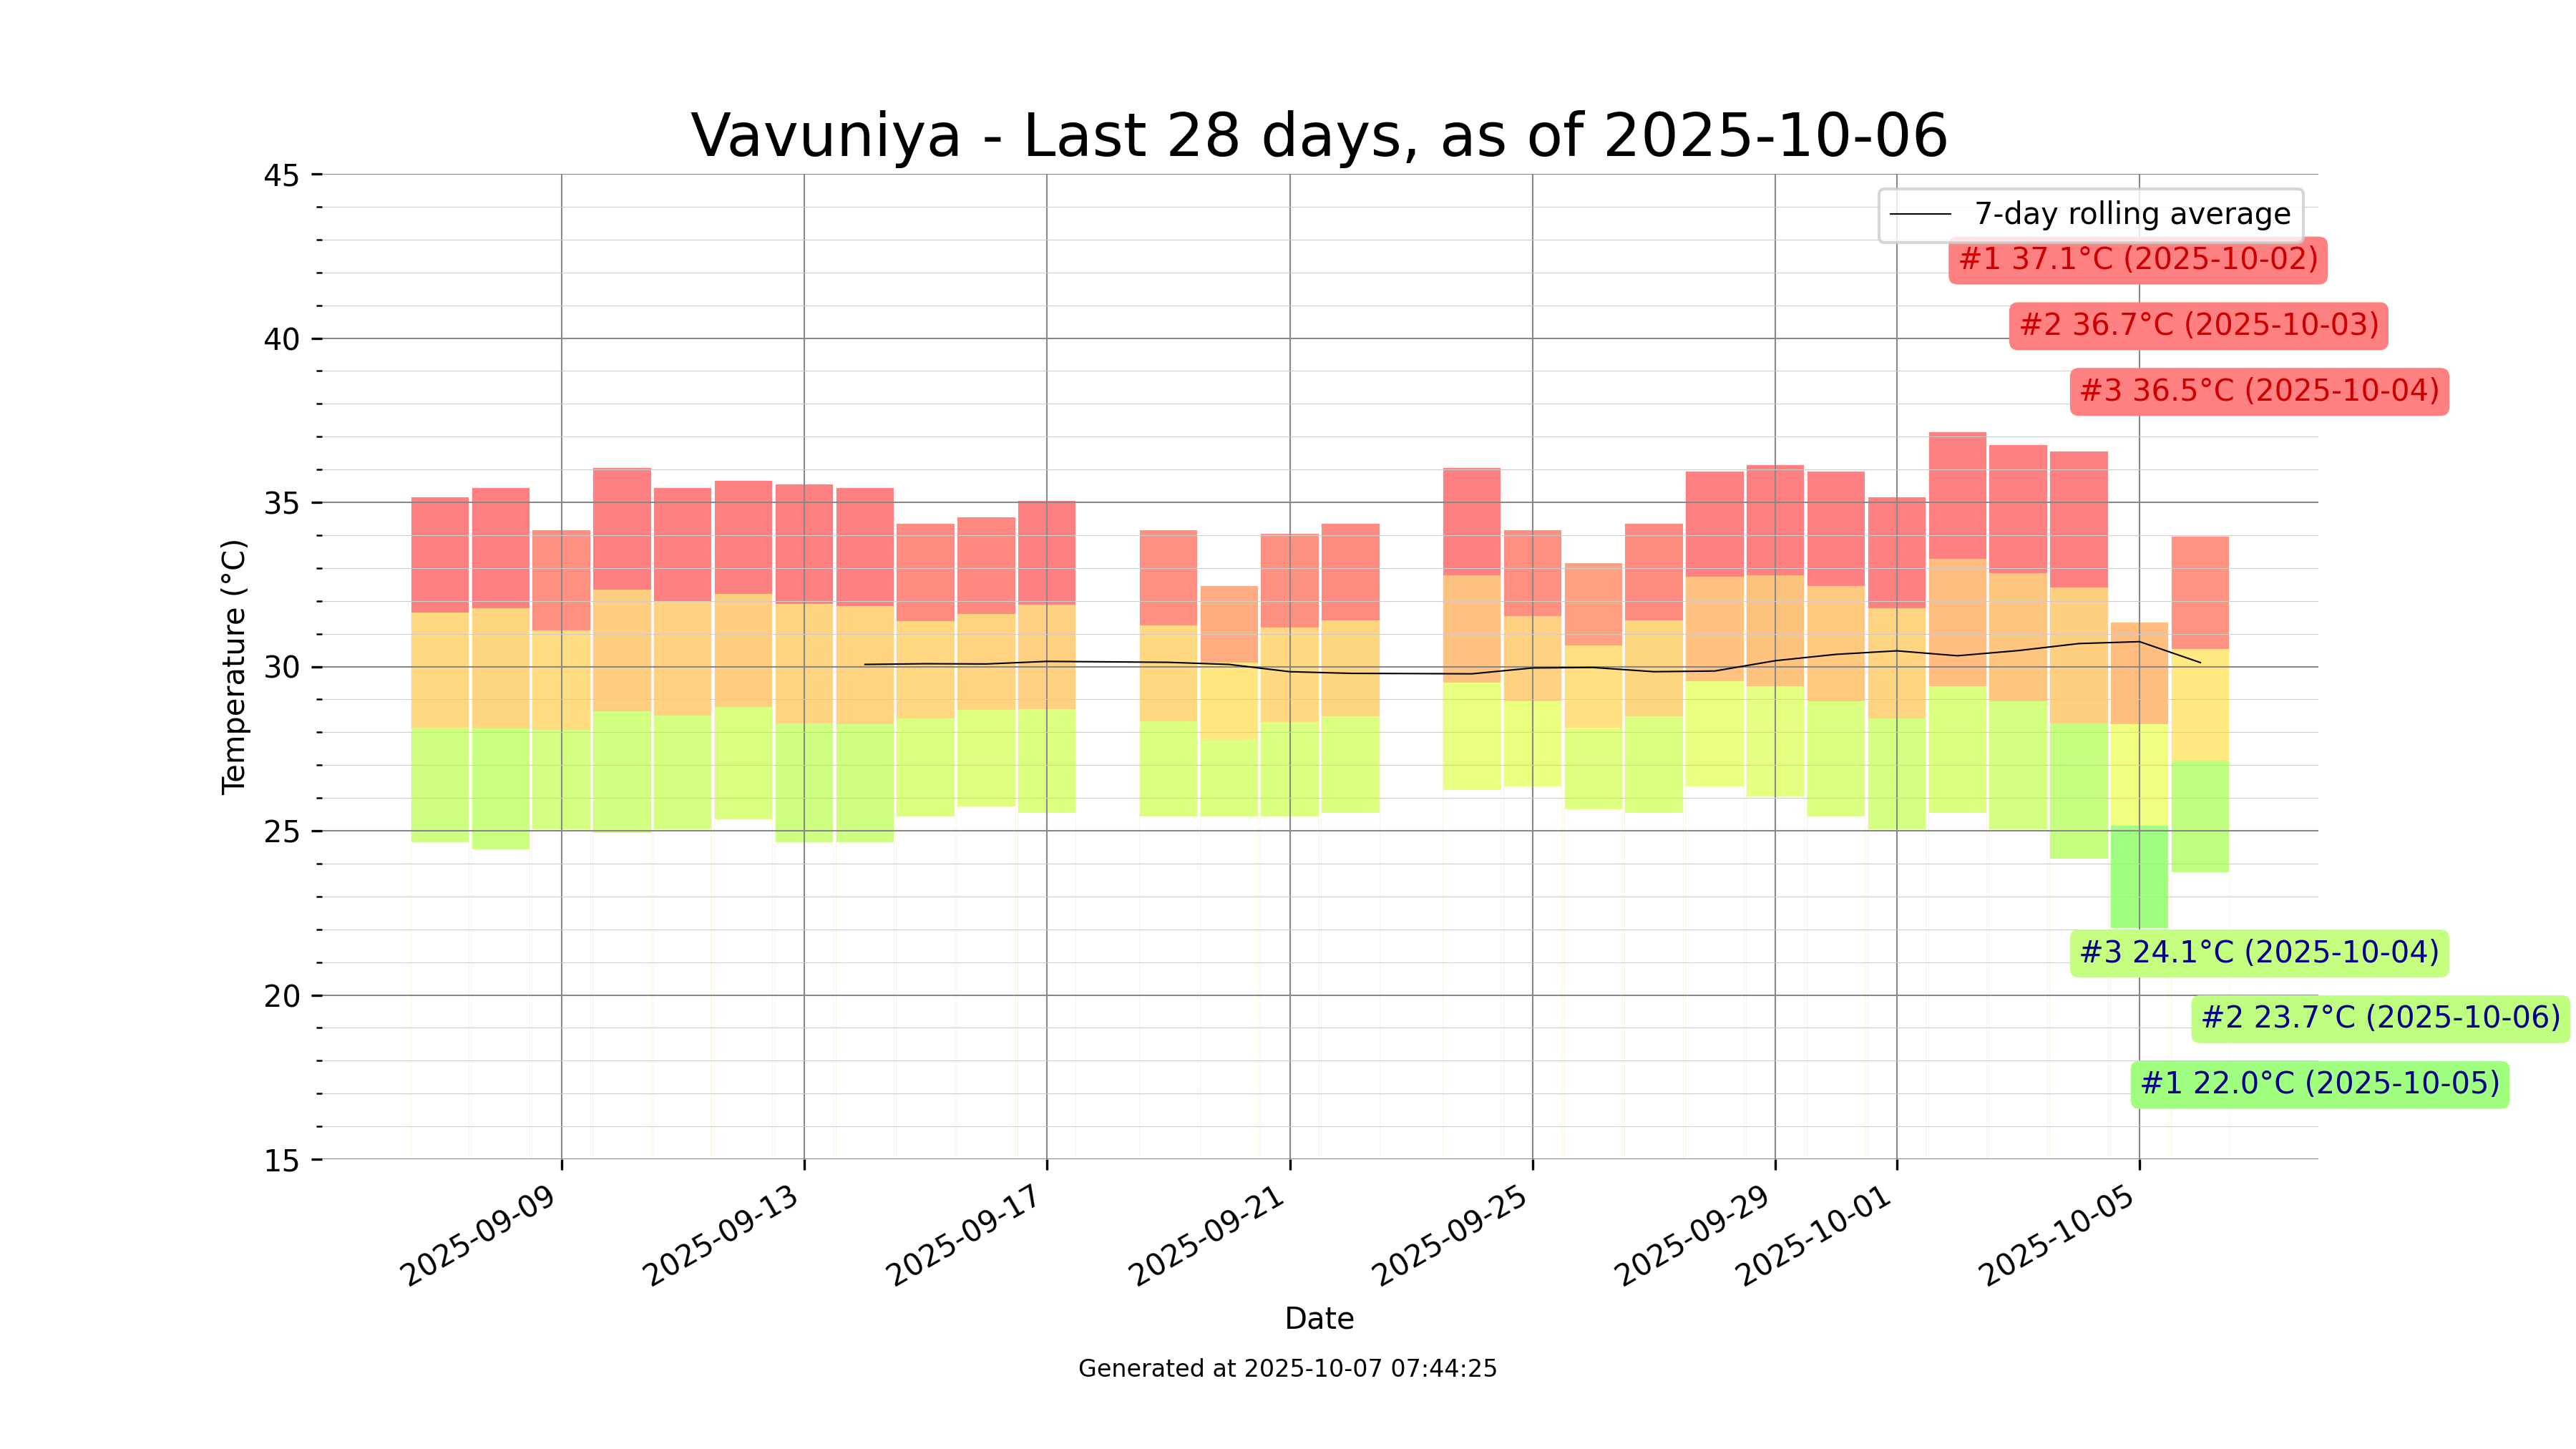 Vavuniya - Last 28 days, as of 2025-10-06
7-day rolling average
#1 37.1°C (2025-10-02)
#2 36.7°C (2025-10-03)
#3 36.5°C (2025-10-04)
45
40
35
30
25
20
15
Temperature (°C)
#3 24.1°C (2025-10-04)
#2 23.7°C (2025-10-06)
#1 22.0°C (2025-10-05)
2025-09-09
2025-09-13
2025-09-17
2025-09-21
2025-09-25
2025-09-29
2025-10-01
2025-10-05
Date
Generated at 2025-10-07 07:44:25